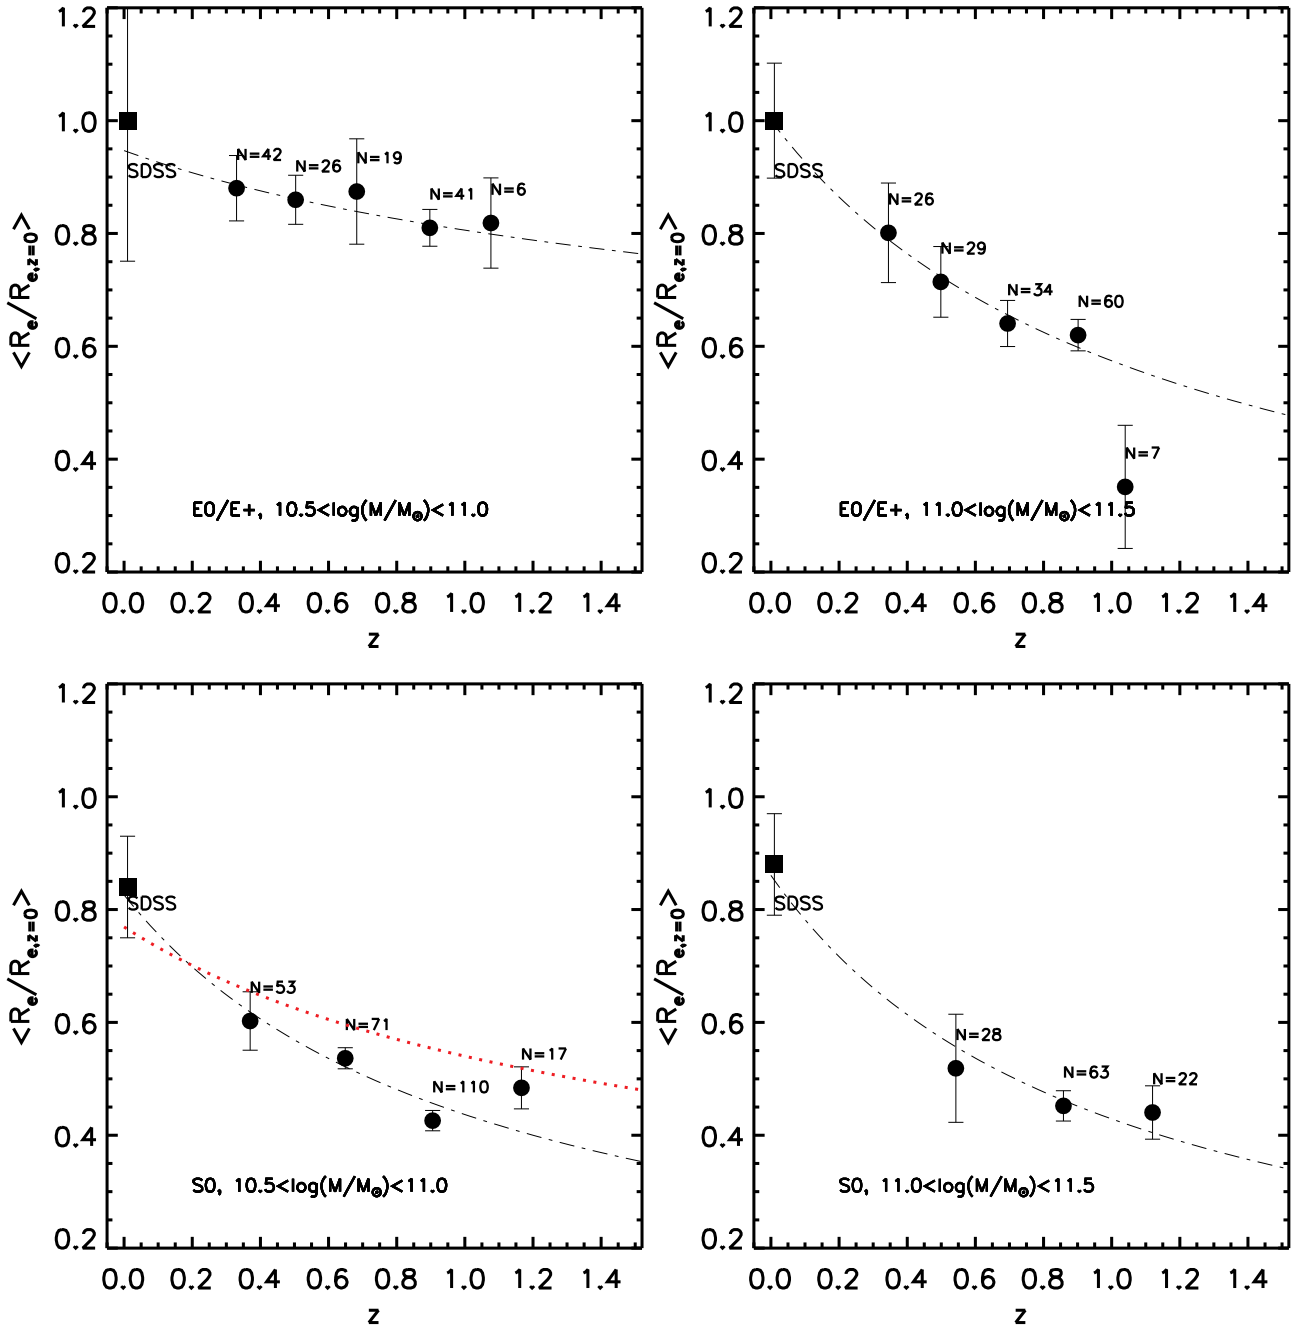 1.2
1.0
0.8
0.6
0.4
0.2
<R_e/R_e,z=0>
SDSS
N=42
N=26
N=19
N=41
N=6
E0/E+, 10.5<log(M/M⊙)<11.0
0.0 0.2 0.4 0.6 0.8 1.0 1.2 1.4
z
1.2
1.0
0.8
0.6
0.4
0.2
<R_e/R_e,z=0>
SDSS
N=26
N=29
N=34
N=60
N=7
E0/E+, 11.0<log(M/M⊙)<11.5
0.0 0.2 0.4 0.6 0.8 1.0 1.2 1.4
z
1.2
1.0
0.8
0.6
0.4
0.2
<R_e/R_e,z=0>
SDSS
N=53
N=71
N=110
N=17
S0, 10.5<log(M/M⊙)<11.0
0.0 0.2 0.4 0.6 0.8 1.0 1.2 1.4
z
1.2
1.0
0.8
0.6
0.4
0.2
<R_e/R_e,z=0>
SDSS
N=28
N=63
N=22
S0, 11.0<log(M/M⊙)<11.5
0.0 0.2 0.4 0.6 0.8 1.0 1.2 1.4
z